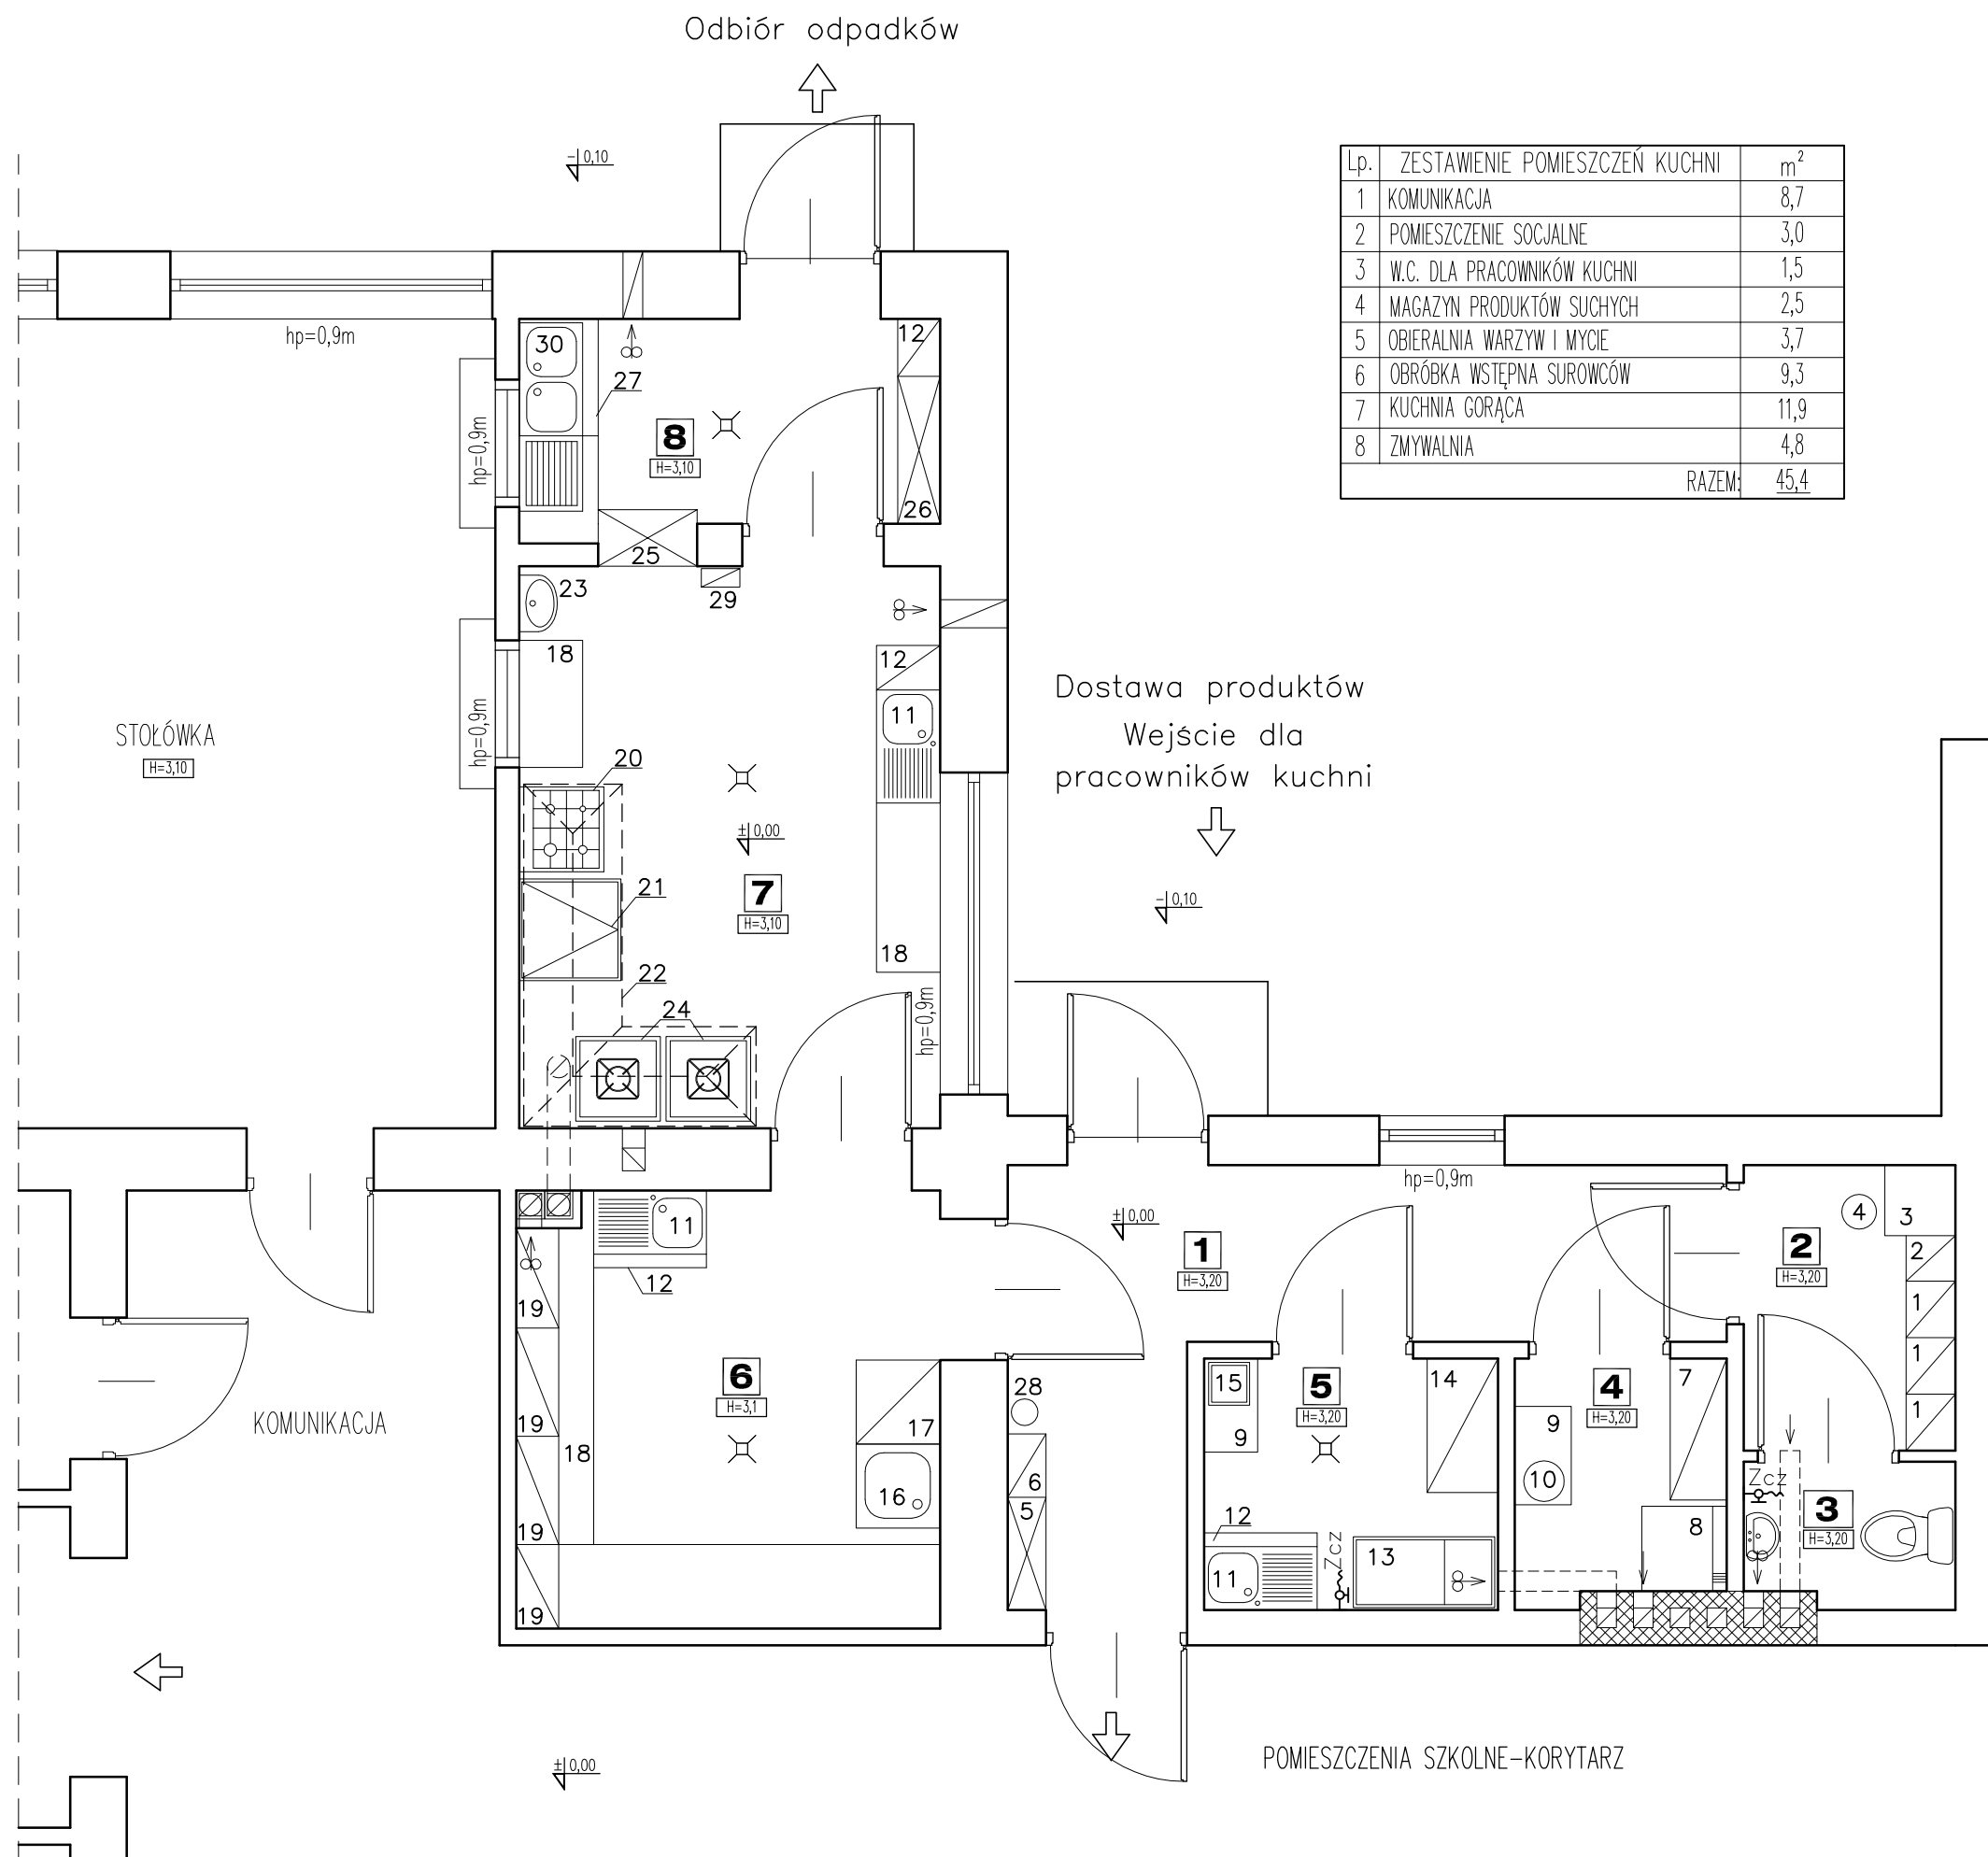 Odbiór odpadków
-0,10
Lp. ZESTAWIENIE POMIESZCZEŃ KUCHNI m²
1 KOMUNIKACJA 8,7
2 POMIESZCZENIE SOCJALNE 3,0
3 W.C. DLA PRACOWNIKÓW KUCHNI 1,5
4 MAGAZYN PRODUKTÓW SUCHYCH 2,5
5 OBIERALNIA WARZYW I MYCIE 3,7
6 OBRÓBKA WSTĘPNA SUROWCÓW 9,3
7 KUCHNIA GORĄCA 11,9
8 ZMYWALNIA 4,8
RAZEM: 45,4
hp=0,9m
30
12
27
hp=0,9m
8
H=3,10
26
25
23
29
18
12
hp=0,9m
11
STOŁÓWKA
H=3,10
20
Dostawa produktów
Wejście dla
pracowników kuchni
±0,00
21
7
H=3,10
-0,10
18
22
24
hp=0,9m
hp=0,9m
11
12
±0,00
1
H=3,20
4
3
2
H=3,20
2
19
1
1
1
6
H=3,1
28
15
5
H=3,20
14
4
H=3,20
7
KOMUNIKACJA
19
18
17
9
9
16
6
5
10
Zcz
3
H=3,20
19
12
Zcz
13
8
11
19
±0,00
POMIESZCZENIA SZKOLNE-KORYTARZ